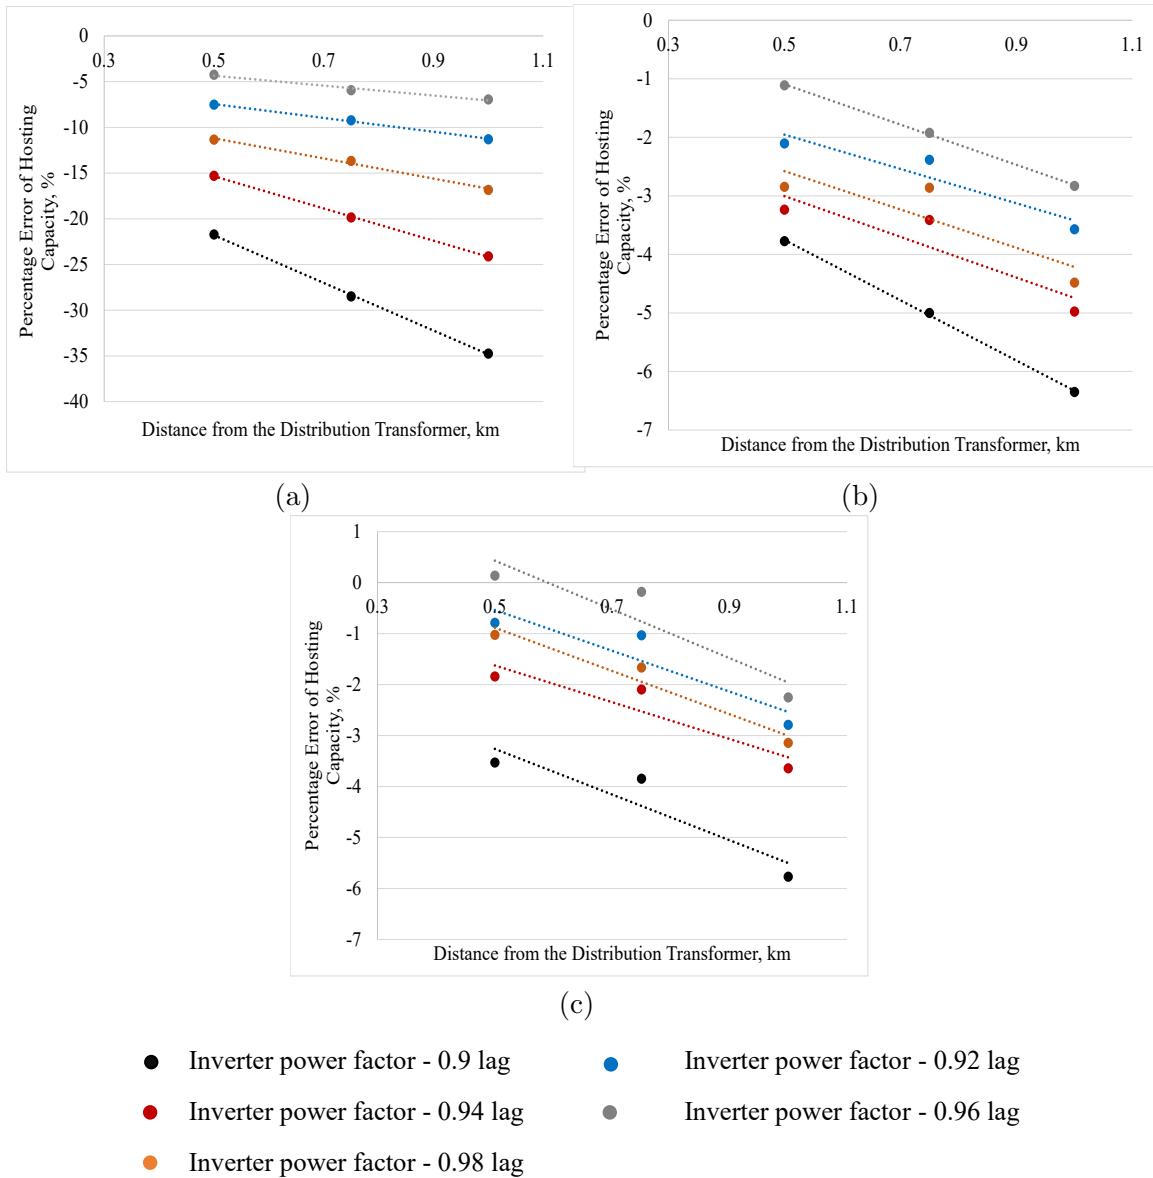 0
0.3
0.5
0.7
0.9
1.1
-5
-10
-15
-20
-25
-30
-35
-40
Percentage Error of Hosting
Capacity, %
Distance from the Distribution Transformer, km
(a)
0
0.3
0.5
0.7
0.9
1.1
-1
-2
-3
-4
-5
-6
-7
Percentage Error of Hosting
Capacity, %
Distance from the Distribution Transformer, km
(b)
1
0
0.3
0.5
0.7
0.9
1.1
-1
-2
-3
-4
-5
-6
-7
Percentage Error of Hosting
Capacity, %
Distance from the Distribution Transformer, km
(c)
Inverter power factor - 0.9 lag
Inverter power factor - 0.92 lag
Inverter power factor - 0.94 lag
Inverter power factor - 0.96 lag
Inverter power factor - 0.98 lag